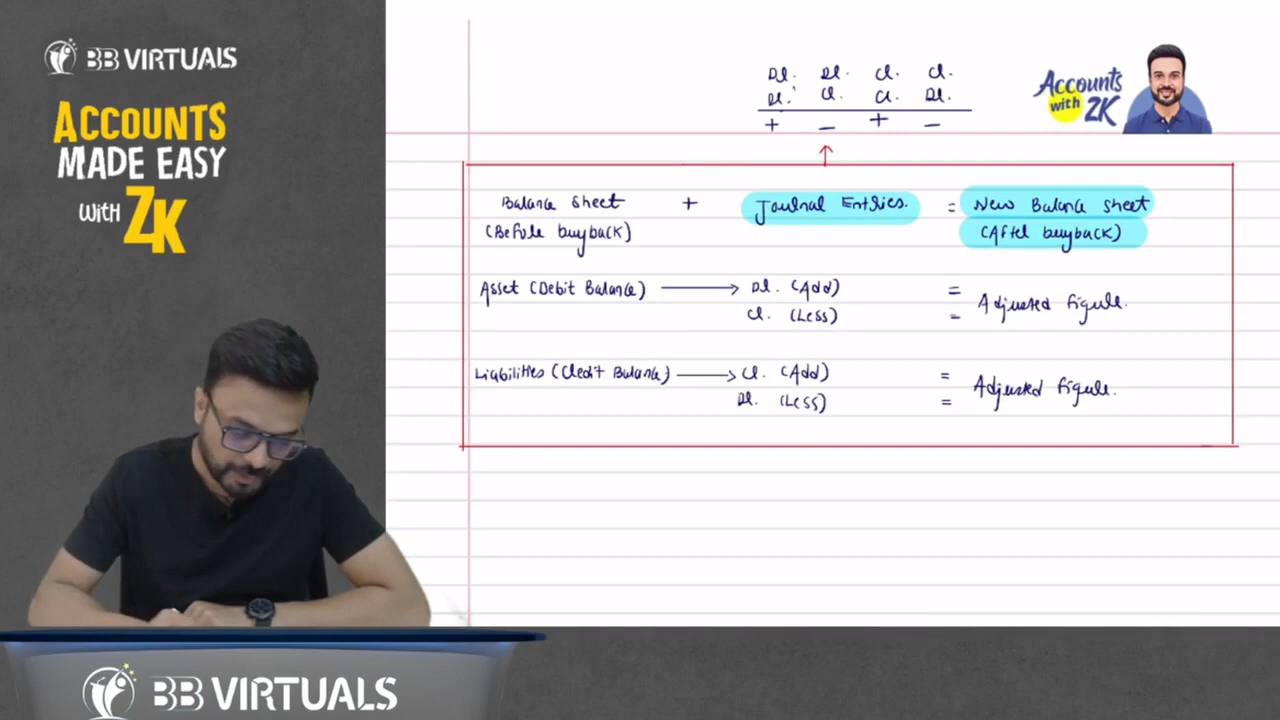 BB VIRTUALS
ACCOUNTS
MADE EASY
WITH ZK
Dr. Dr. Cr. Cr.
Dr. Cr. Cr. Dr.
+ − + −
Accounts
with ZK
↑
Balance Sheet + Journal Entries. = New Balance Sheet
(Before buyback) (After buyback)
Asset (Debit Balance) → Dr. (Add) =
Cr. (Less) = Adjusted Figure.
Liabilities (Credit Balance) → Cr. (Add) =
Dr. (Less) = Adjusted Figure.
BB VIRTUALS